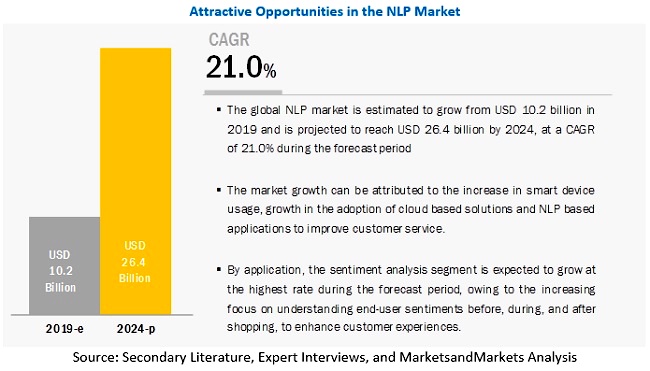 Attractive Opportunities in the NLP Market
CAGR
21.0%
▪ The global NLP market is estimated to grow from USD 10.2 billion in
2019 and is projected to reach USD 26.4 billion by 2024, at a CAGR
of 21.0% during the forecast period
▪ The market growth can be attributed to the increase in smart device
usage, growth in the adoption of cloud based solutions and NLP based
applications to improve customer service.
▪ By application, the sentiment analysis segment is expected to grow at
the highest rate during the forecast period, owing to the increasing
focus on understanding end-user sentiments before, during, and after
shopping, to enhance customer experiences.
USD
10.2
Billion
USD
26.4
Billion
2019-e
2024-p
Source: Secondary Literature, Expert Interviews, and MarketsandMarkets Analysis